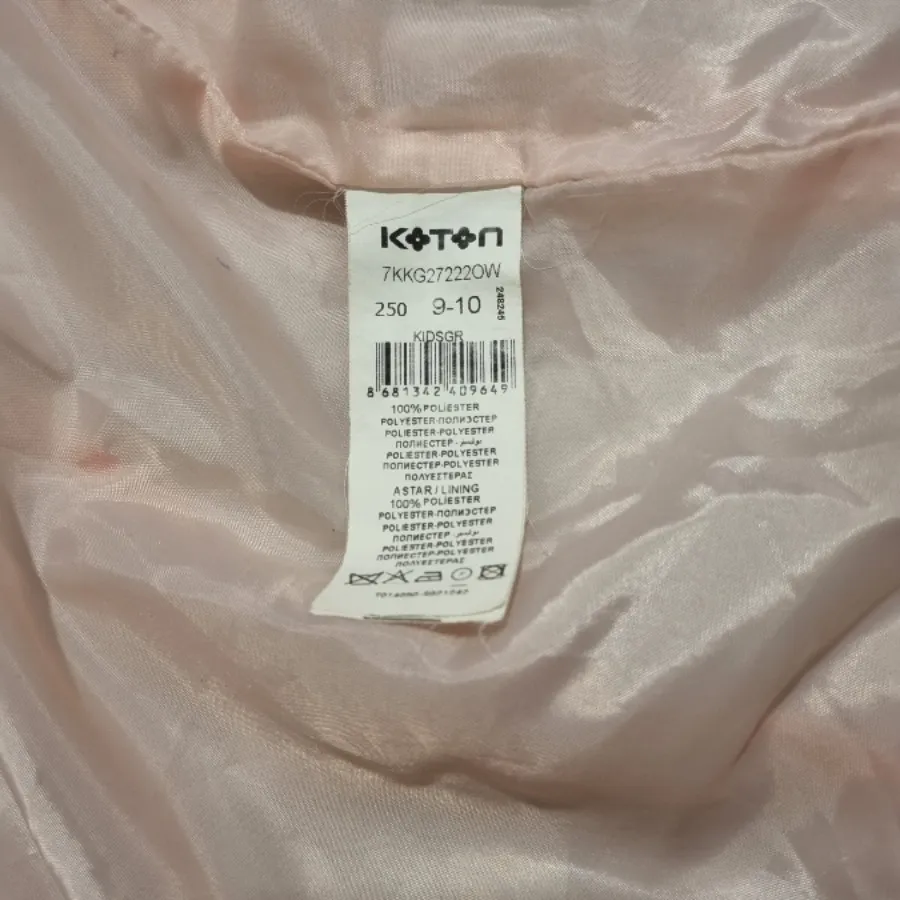 KOTON
7KKG27222OW
250 9-10
248245
KIDSGR
8 681342 409649
100% POLIESTER
POLYESTER-ПОЛИЭСТЕР
POLIESTER-POLYESTER
ПОЛИЕСТЕР-
POLIESTER-POLYESTER
ПОЛИЕСТЕР-POLYESTER
ΠΟΛΥΕΣΤΕΡΑΣ
ASTAR / LINING
100% POLIESTER
POLYESTER-ПОЛИЭСТЕР
POLIESTER-POLYESTER
ПОЛИЕСТЕР-
POLIESTER-POLYESTER
ПОЛИЕСТЕР-POLYESTER
ΠΟΛΥΕΣΤΕΡΑΣ